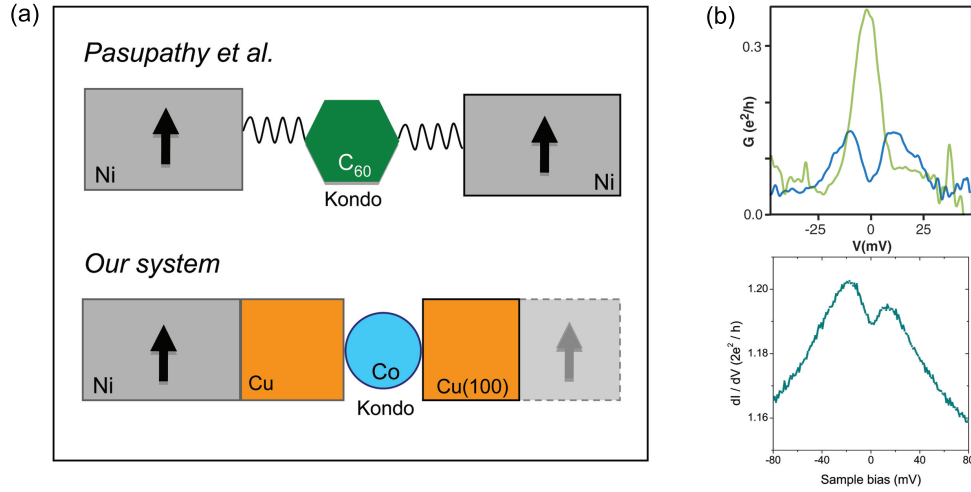 (a)
Pasupathy et al.
Ni
C60
Ni
Kondo
Our system
Ni
Cu
Co
Cu(100)
Kondo
(b)
0.3
G (e²/h)
0.0
-25 0 25
V(mV)
1.20
1.18
1.16
dI / dV (2e² / h)
-80 -40 0 40 80
Sample bias (mV)